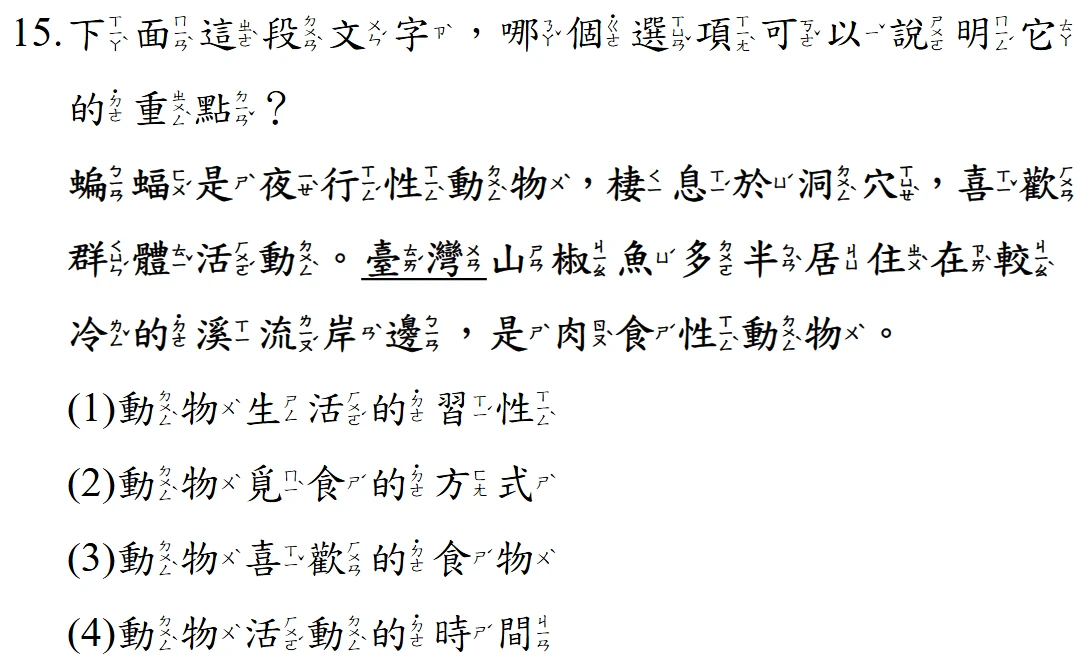 15.下面這段文字，哪個選項可以說明它
的重點？
蝙蝠是夜行性動物，棲息於洞穴，喜歡
群體活動。臺灣山椒魚多半居住在較
冷的溪流岸邊，是肉食性動物。
(1)動物生活的習性
(2)動物覓食的方式
(3)動物喜歡的食物
(4)動物活動的時間